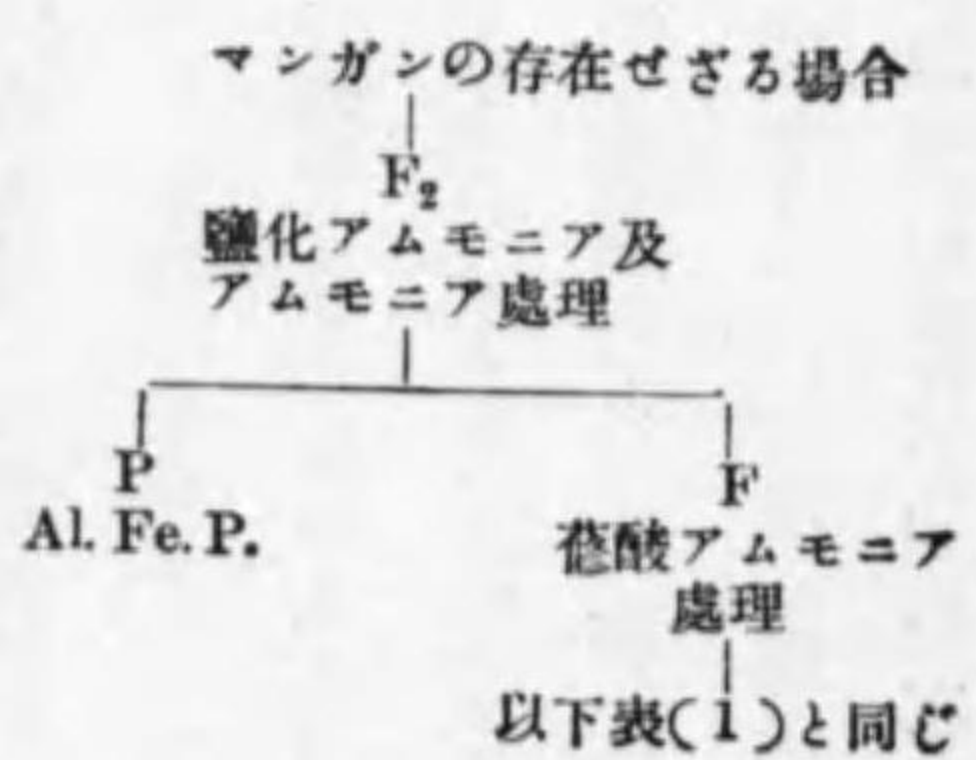 マンガンの存在せざる場合
F₂
鹽化アムモニア及
アムモニア處理
P
Al. Fe. P.
F
蓚酸アムモニア
處理
以下表(1)と同じ